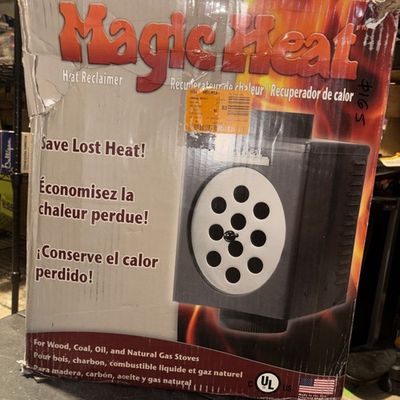 Magic Heat
Heat Reclaimer
Récupérateur de chaleur
Recuperador de calor
Save Lost Heat!
Économisez la
chaleur perdue!
¡Conserve el calor
perdido!
For Wood, Coal, Oil, and Natural Gas Stoves
Pour bois, charbon, combustible liquide et gaz naturel
Para madera, carbón, aceite y gas natural
C UL US